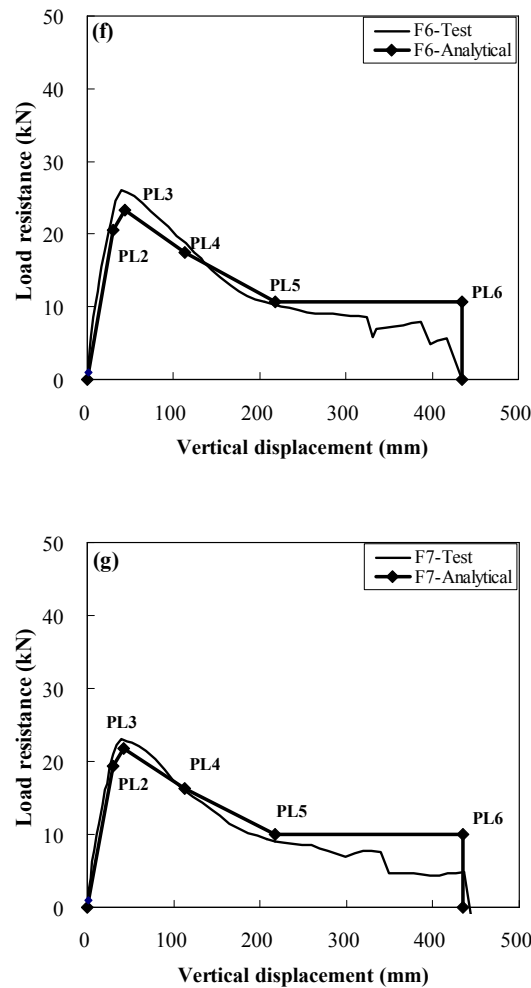 50
(f)
F6-Test
F6-Analytical
40
Load resistance (kN)
30
PL3
20
PL4
PL2
PL5
PL6
10
0
0 100 200 300 400 500
Vertical displacement (mm)
50
(g)
F7-Test
F7-Analytical
40
Load resistance (kN)
30
PL3
20
PL2
PL4
PL5
PL6
10
0
0 100 200 300 400 500
Vertical displacement (mm)